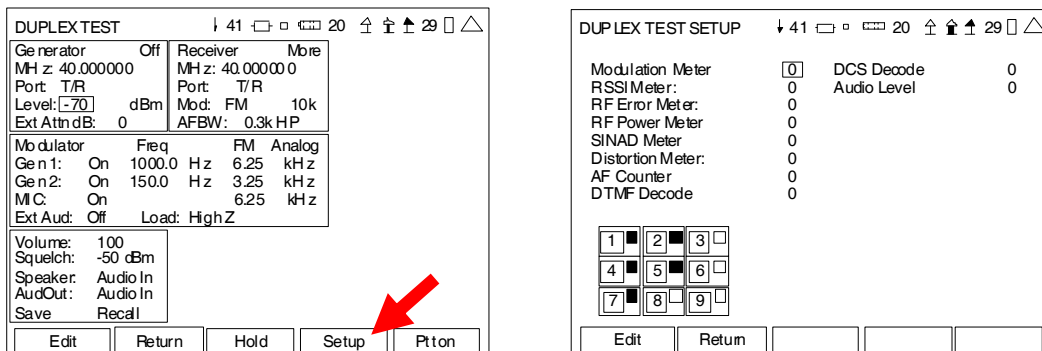 DUPLEX TEST 41 20 29
Generator Off
MHz: 40.000000
Port: T/R
Level: -70 dBm
Ext Attn dB: 0
Receiver More
MHz: 40.000000
Port: T/R
Mod: FM 10k
AFBW: 0.3k HP
Modulator Freq FM Analog
Gen1: On 1000.0 Hz 6.25 kHz
Gen2: On 150.0 Hz 3.25 kHz
MIC: On 6.25 kHz
Ext Aud: Off Load: High Z
Volume: 100
Squelch: -50 dBm
Speaker: Audio In
AudOut: Audio In
Save Recall
Edit Return Hold Setup Ptt on
DUPLEX TEST SETUP 41 20 29
Modulation Meter 0
RSSI Meter: 0
RF Error Meter: 0
RF Power Meter 0
SINAD Meter 0
Distortion Meter: 0
AF Counter 0
DTMF Decode 0
DCS Decode 0
Audio Level 0
1 2 3
4 5 6
7 8 9
Edit Return